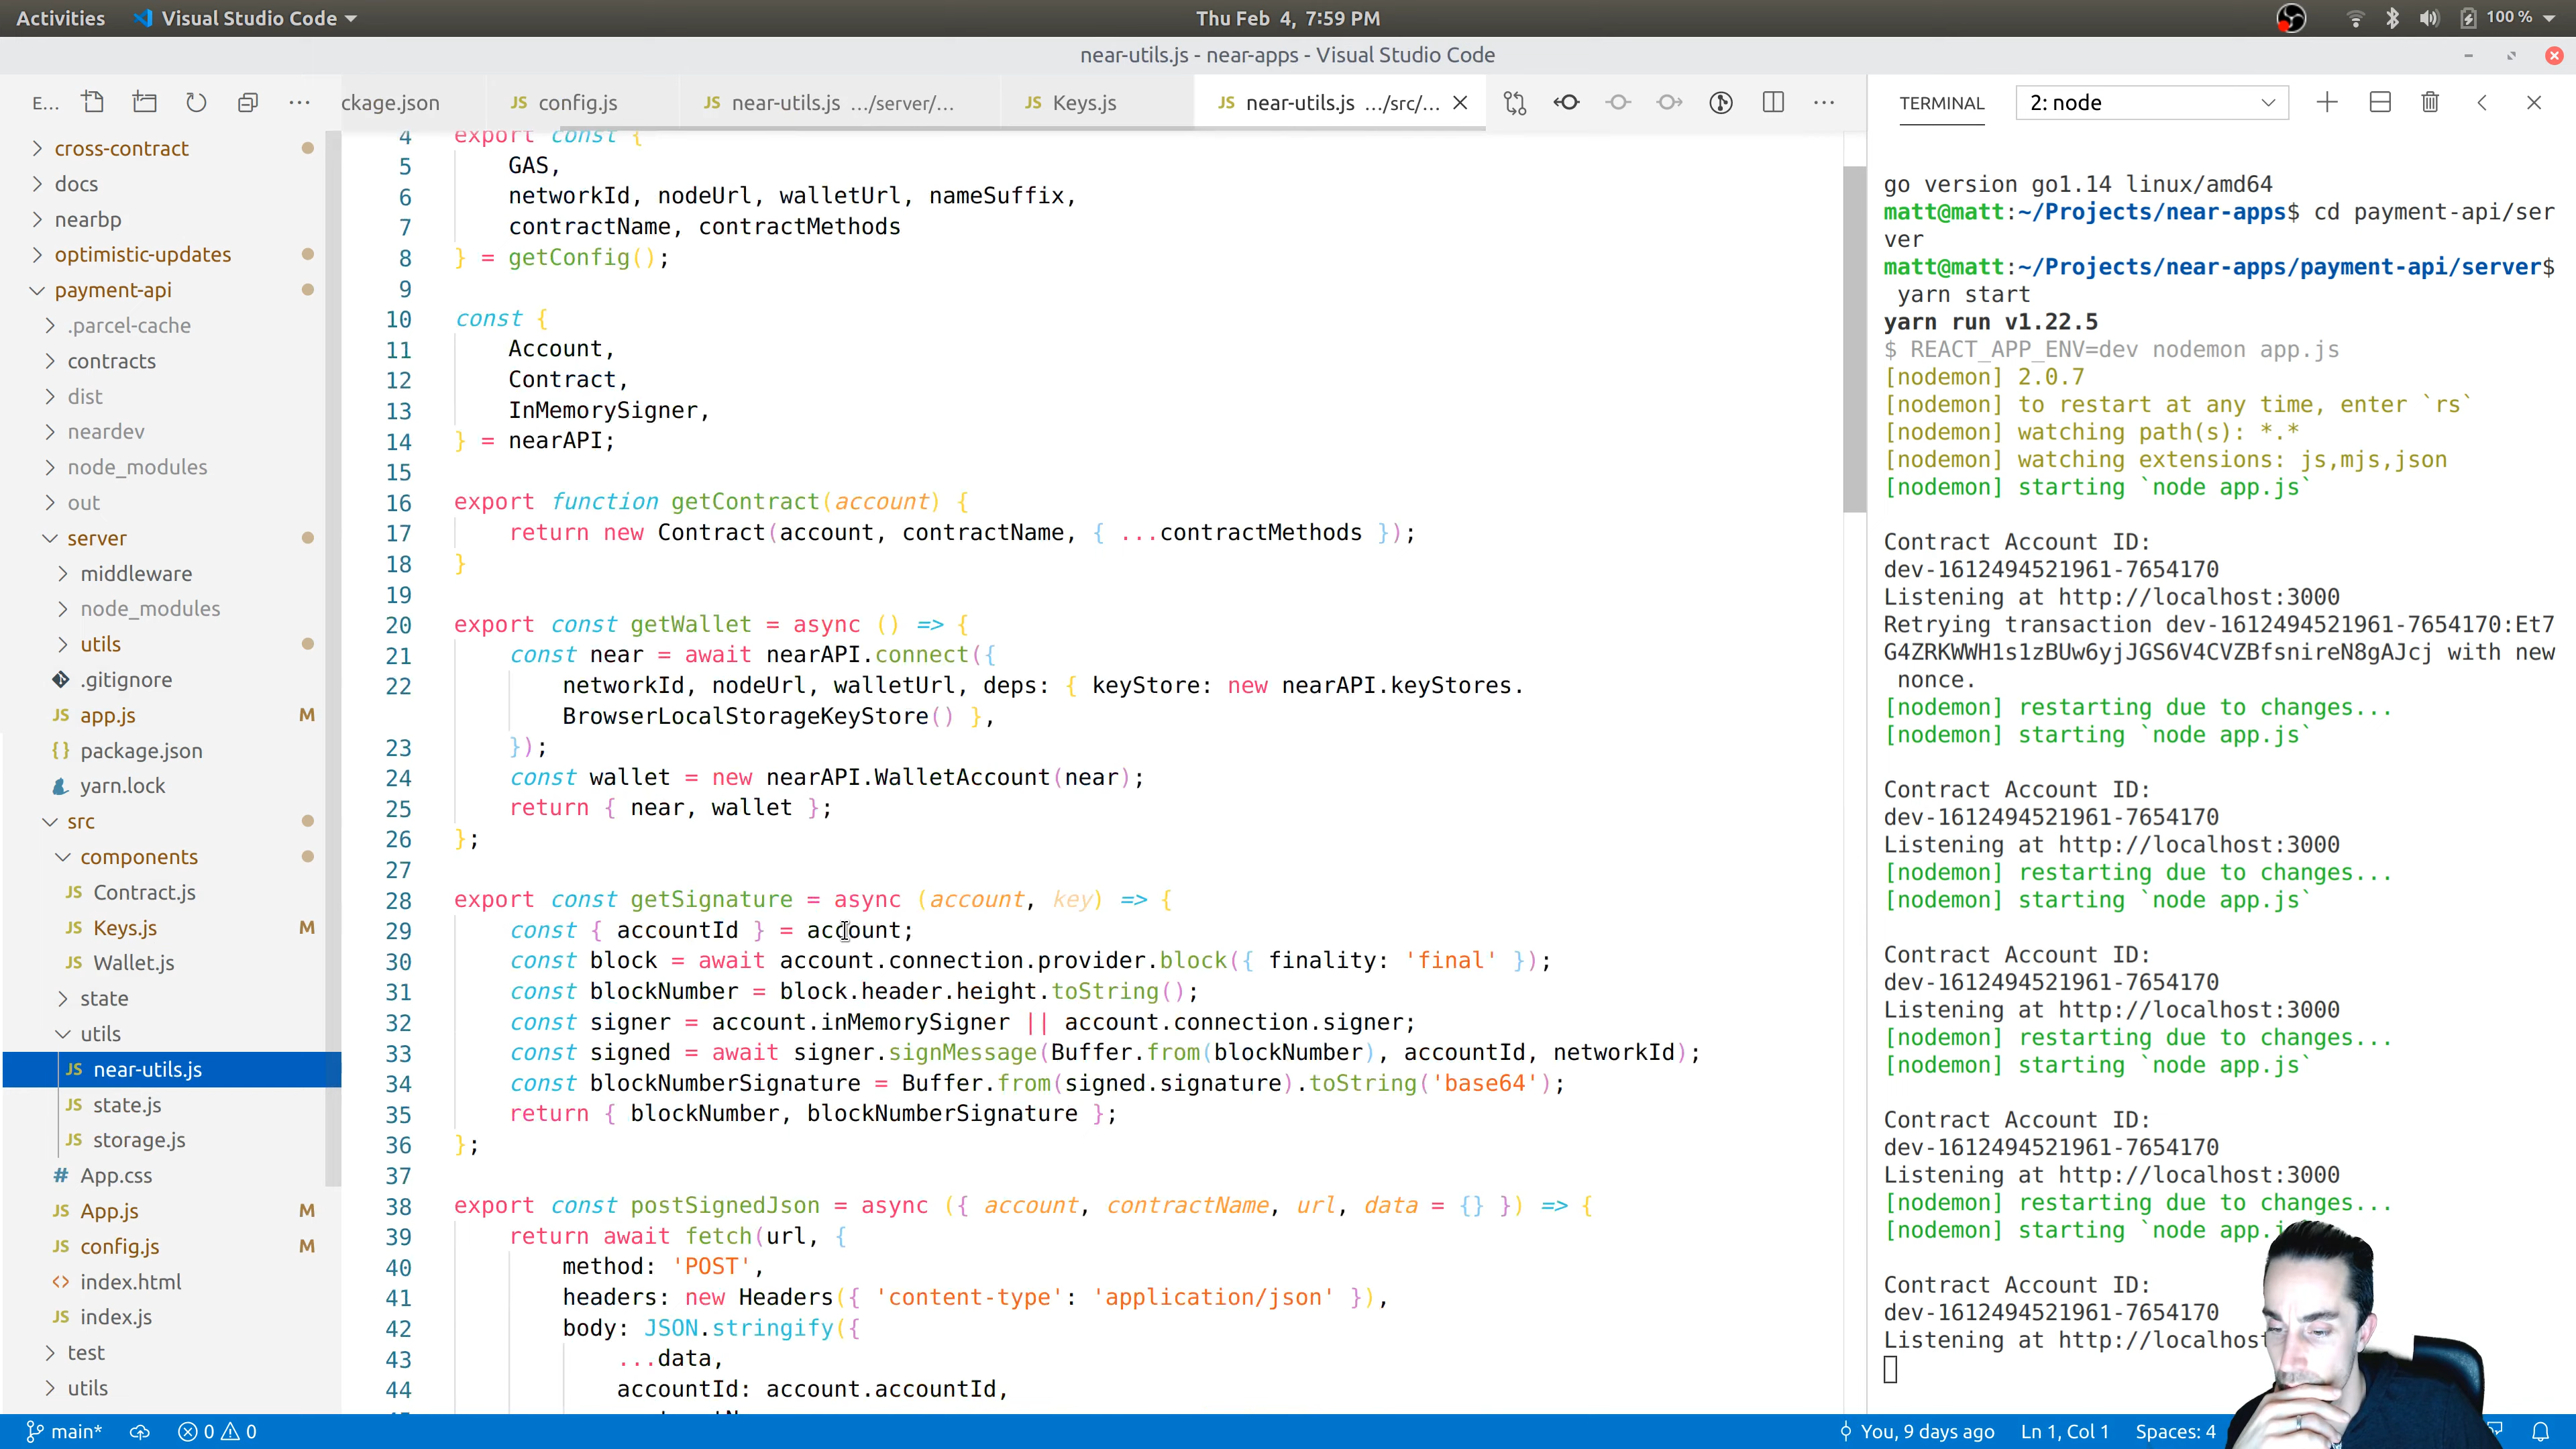 Activities
Visual Studio Code
Thu Feb 4, 7:59 PM
100 %
near-utils.js - near-apps - Visual Studio Code
E...
ckage.json
JS config.js
JS near-utils.js .../server/...
JS Keys.js
JS near-utils.js .../src/...
TERMINAL
2: node
cross-contract
docs
nearbp
optimistic-updates
payment-api
.parcel-cache
contracts
dist
neardev
node_modules
out
server
middleware
node_modules
utils
.gitignore
JS app.js M
{} package.json
yarn.lock
src
components
JS Contract.js
JS Keys.js M
JS Wallet.js
state
utils
JS near-utils.js
JS state.js
JS storage.js
# App.css
JS App.js M
JS config.js M
<> index.html
JS index.js
test
utils
4 export const {
5 GAS,
6 networkId, nodeUrl, walletUrl, nameSuffix,
7 contractName, contractMethods
8 } = getConfig();
9
10 const {
11 Account,
12 Contract,
13 InMemorySigner,
14 } = nearAPI;
15
16 export function getContract(account) {
17 return new Contract(account, contractName, { ...contractMethods });
18 }
19
20 export const getWallet = async () => {
21 const near = await nearAPI.connect({
22 networkId, nodeUrl, walletUrl, deps: { keyStore: new nearAPI.keyStores.
BrowserLocalStorageKeyStore() },
23 });
24 const wallet = new nearAPI.WalletAccount(near);
25 return { near, wallet };
26 };
27
28 export const getSignature = async (account, key) => {
29 const { accountId } = account;
30 const block = await account.connection.provider.block({ finality: 'final' });
31 const blockNumber = block.header.height.toString();
32 const signer = account.inMemorySigner || account.connection.signer;
33 const signed = await signer.signMessage(Buffer.from(blockNumber), accountId, networkId);
34 const blockNumberSignature = Buffer.from(signed.signature).toString('base64');
35 return { blockNumber, blockNumberSignature };
36 };
37
38 export const postSignedJson = async ({ account, contractName, url, data = {} }) => {
39 return await fetch(url, {
40 method: 'POST',
41 headers: new Headers({ 'content-type': 'application/json' }),
42 body: JSON.stringify({
43 ...data,
44 accountId: account.accountId,
go version go1.14 linux/amd64
matt@matt:~/Projects/near-apps$ cd payment-api/ser
ver
matt@matt:~/Projects/near-apps/payment-api/server$
yarn start
yarn run v1.22.5
$ REACT_APP_ENV=dev nodemon app.js
[nodemon] 2.0.7
[nodemon] to restart at any time, enter `rs`
[nodemon] watching path(s): *.*
[nodemon] watching extensions: js,mjs,json
[nodemon] starting `node app.js`
Contract Account ID:
dev-1612494521961-7654170
Listening at http://localhost:3000
Retrying transaction dev-1612494521961-7654170:Et7
G4ZRKWWH1s1zBUw6yjJGS6V4CVZBfsnireN8gAJcj with new
nonce.
[nodemon] restarting due to changes...
[nodemon] starting `node app.js`
Contract Account ID:
dev-1612494521961-7654170
Listening at http://localhost:3000
[nodemon] restarting due to changes...
[nodemon] starting `node app.js`
Contract Account ID:
dev-1612494521961-7654170
Listening at http://localhost:3000
[nodemon] restarting due to changes...
[nodemon] starting `node app.js`
Contract Account ID:
dev-1612494521961-7654170
Listening at http://localhost:3000
[nodemon] restarting due to changes...
[nodemon] starting `node app.j
Contract Account ID:
dev-1612494521961-7654170
Listening at http://localhost
main*
0 0
You, 9 days ago
Ln 1, Col 1
Spaces: 4